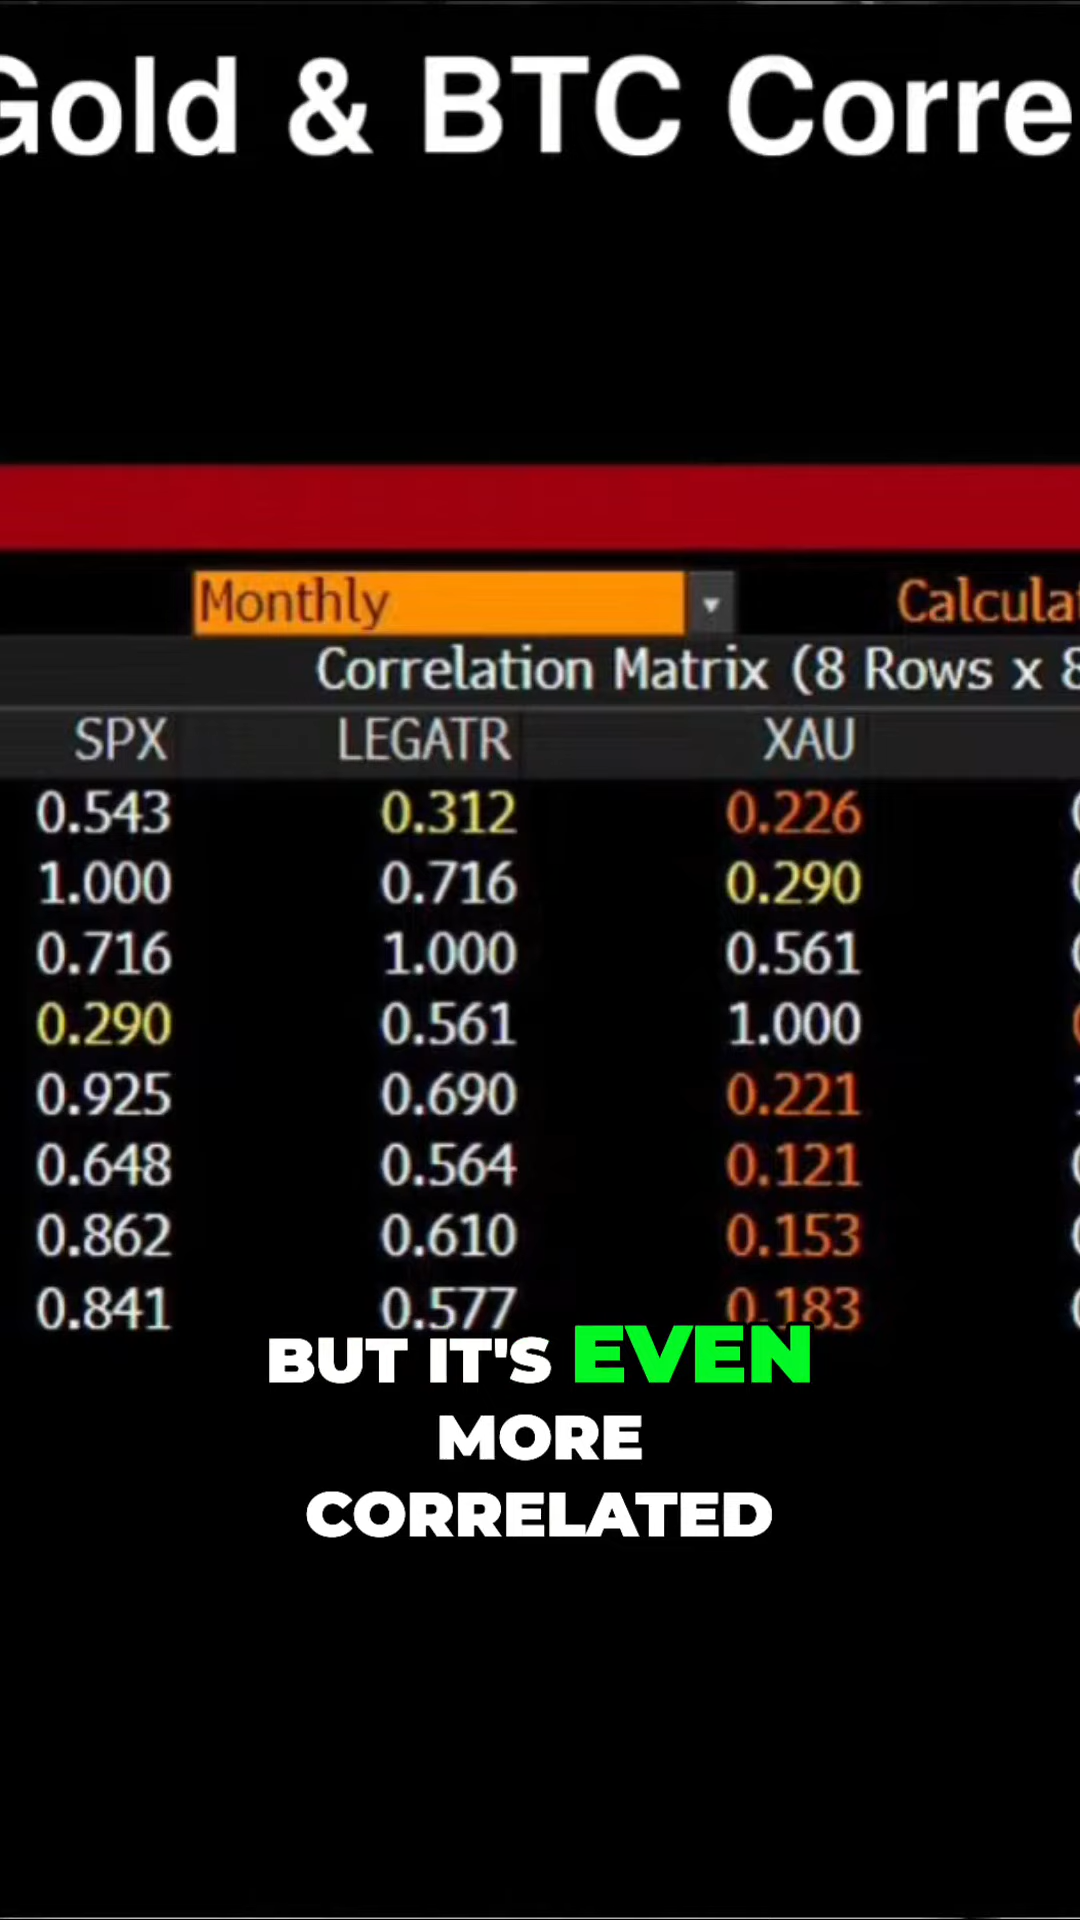 Gold & BTC Corre
Monthly
Calculat
Correlation Matrix (8 Rows x 8
SPX LEGATR XAU
0.543 0.312 0.226
1.000 0.716 0.290
0.716 1.000 0.561
0.290 0.561 1.000
0.925 0.690 0.221
0.648 0.564 0.121
0.862 0.610 0.153
0.841 0.577 0.183
BUT IT'S EVEN
MORE
CORRELATED